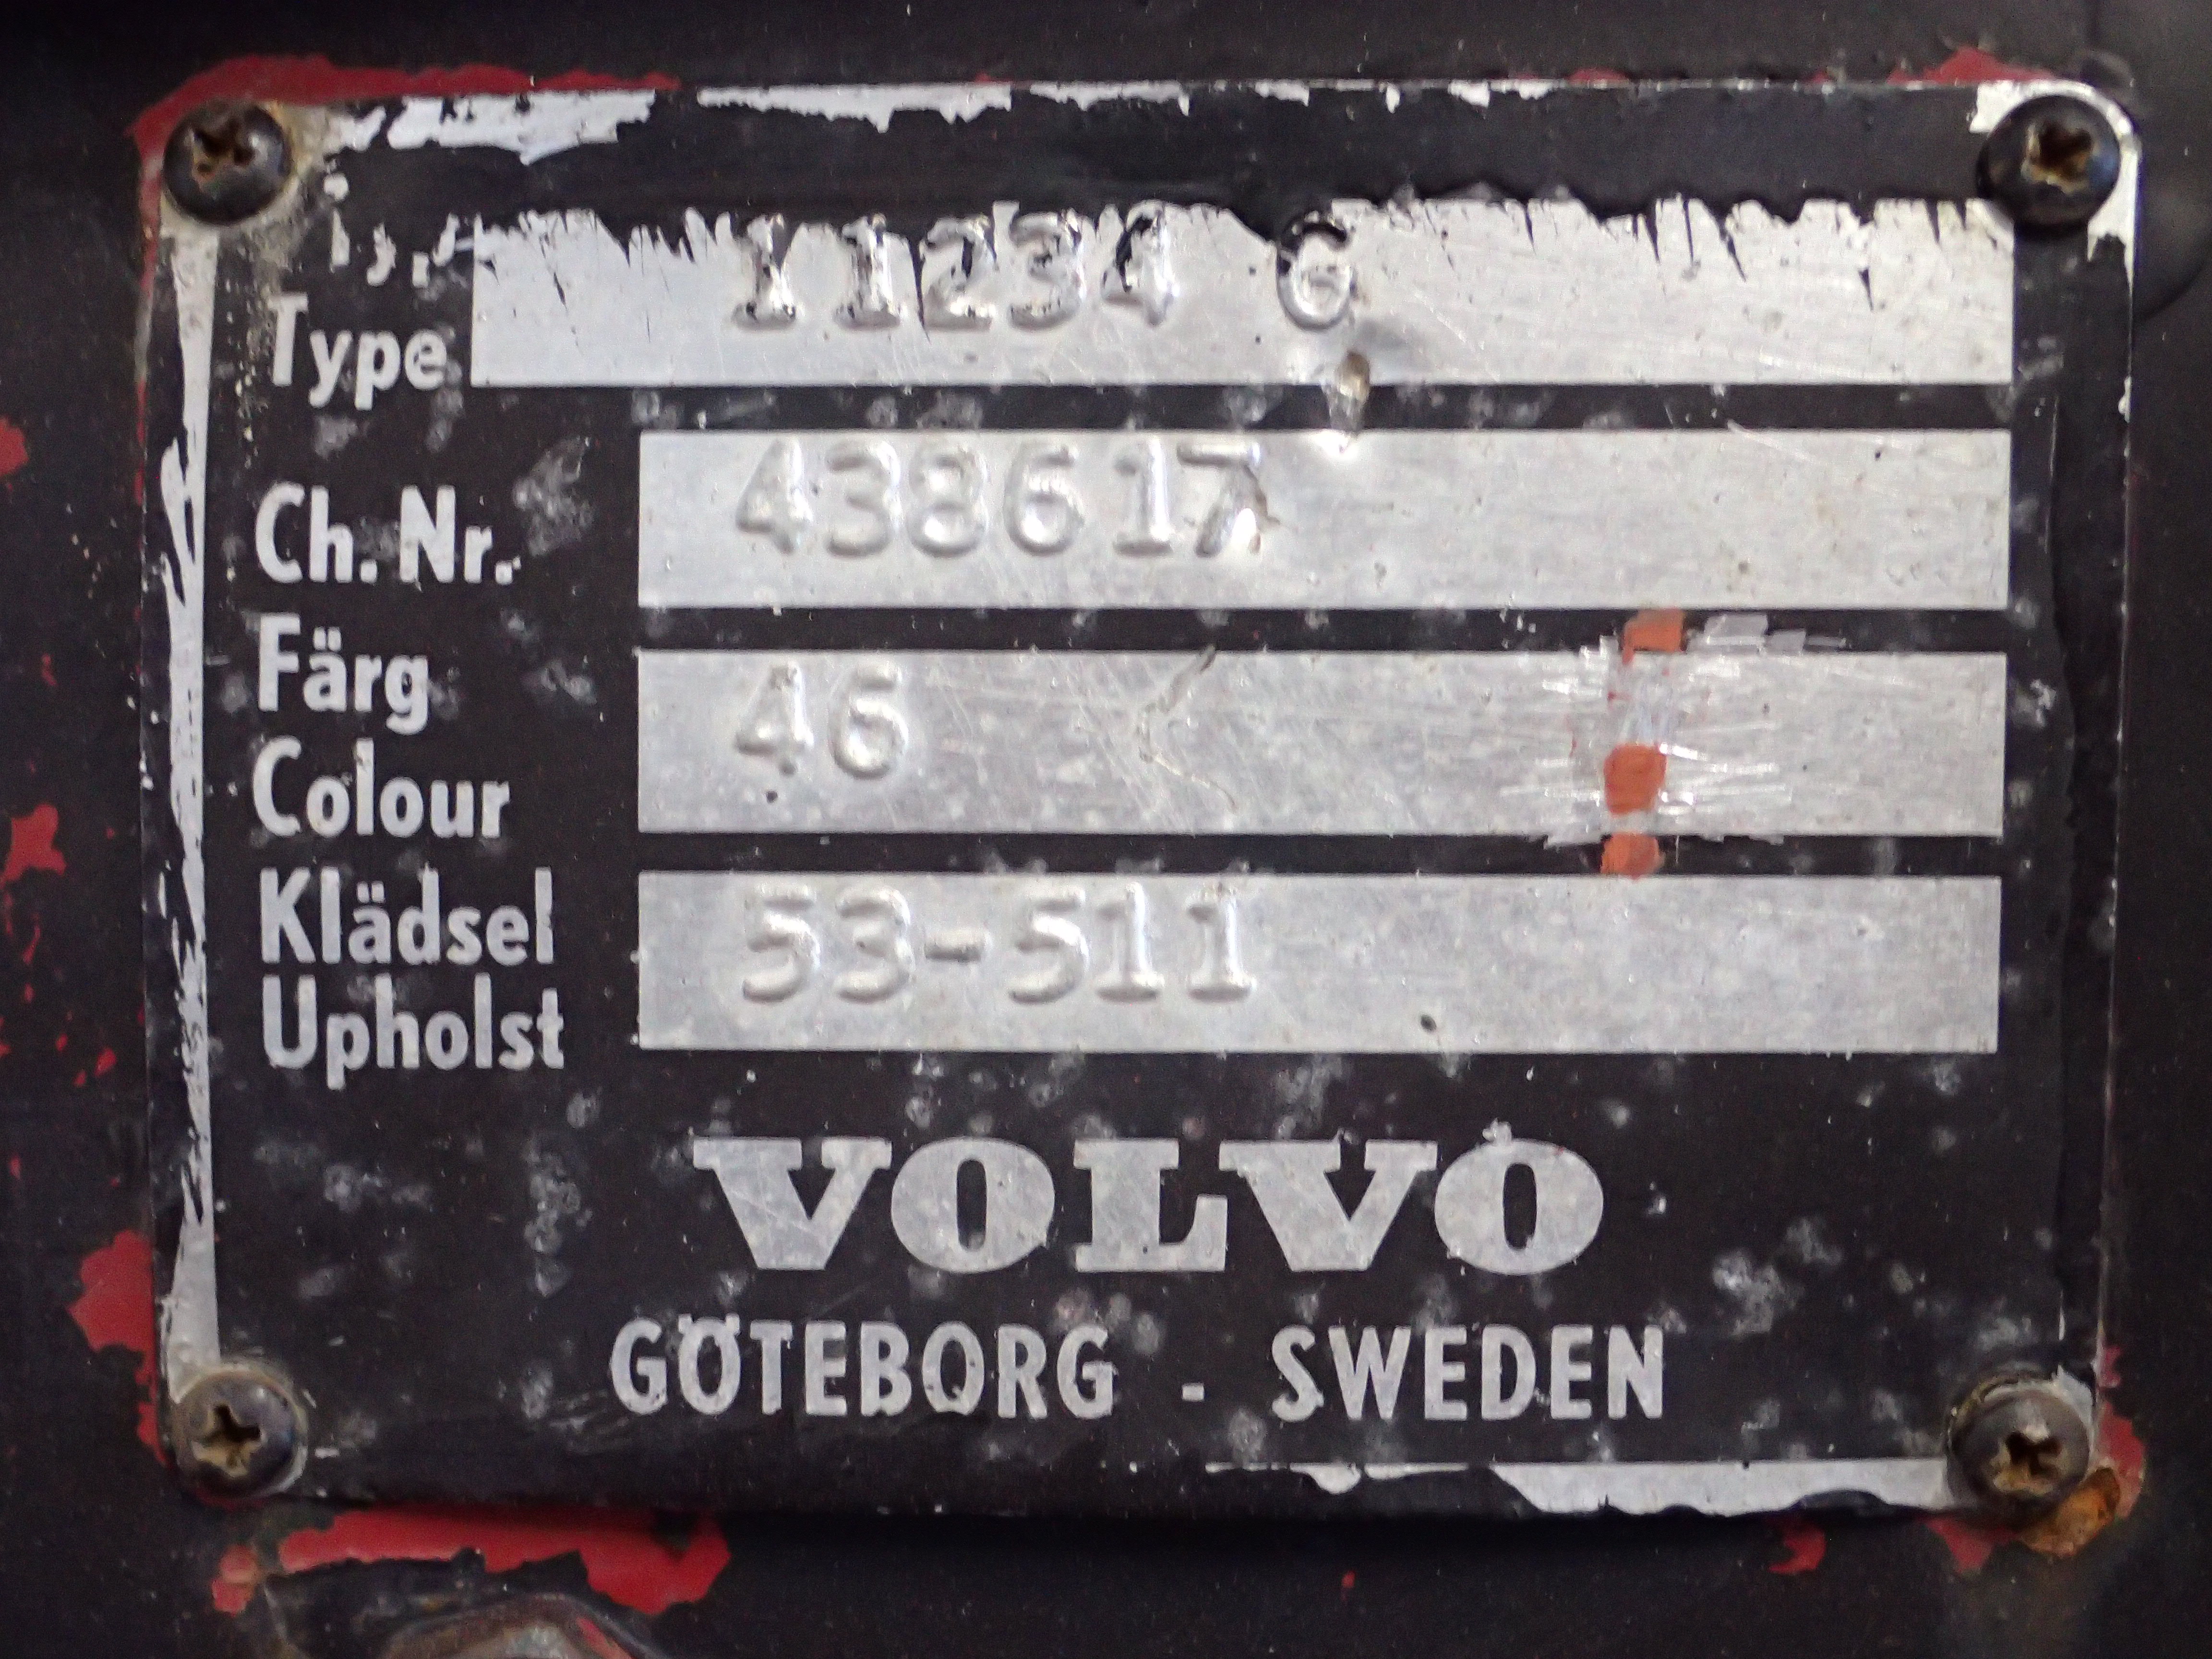 11234 G
Type
Ch. Nr. 438617
Färg
Colour 46
Klädsel
Upholst 53-511
VOLVO
GÖTEBORG - SWEDEN